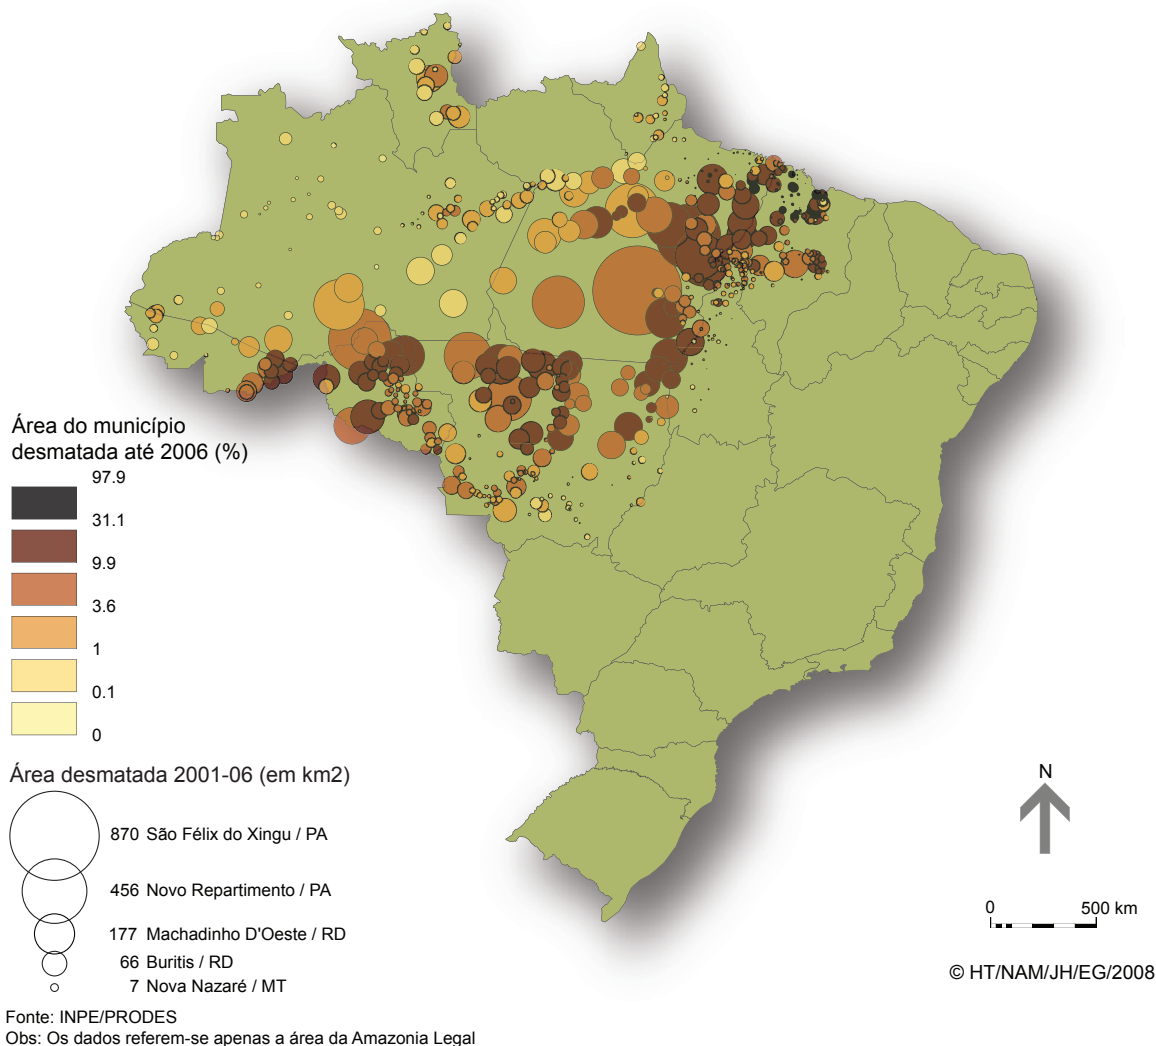 Área do município
desmatada até 2006 (%)
97.9
31.1
9.9
3.6
1
0.1
0
Área desmatada 2001-06 (em km2)
870 São Félix do Xingu / PA
456 Novo Repartimento / PA
177 Machadinho D'Oeste / RD
66 Buritis / RD
7 Nova Nazaré / MT
N
0 500 km
© HT/NAM/JH/EG/2008
Fonte: INPE/PRODES
Obs: Os dados referem-se apenas a área da Amazonia Legal